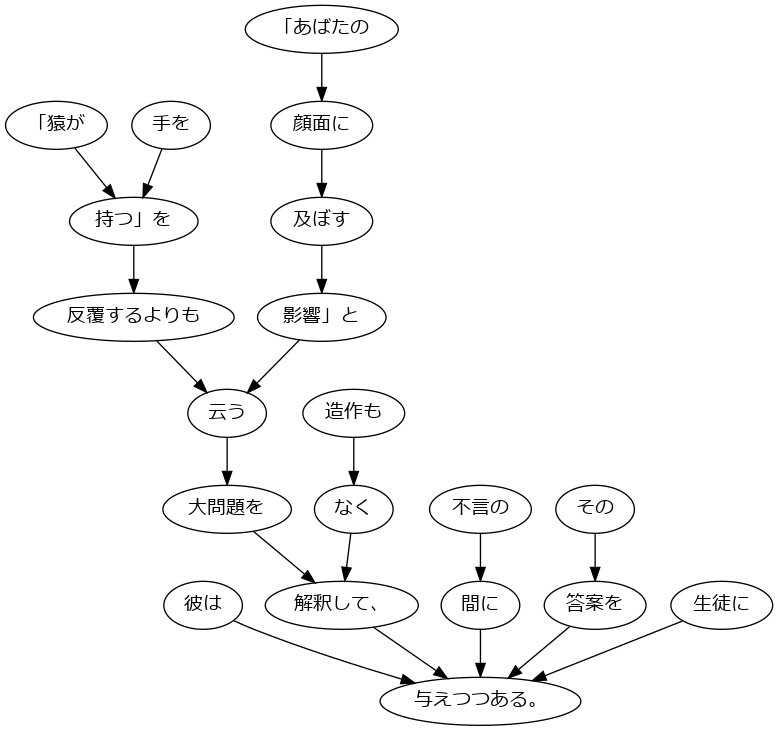 「あばたの
「猿が
手を
顔面に
持つ」を
及ぼす
反覆するよりも
影響」と
云う
造作も
大問題を
なく
不言の
その
彼は
解釈して、
間に
答案を
生徒に
与えつつある。